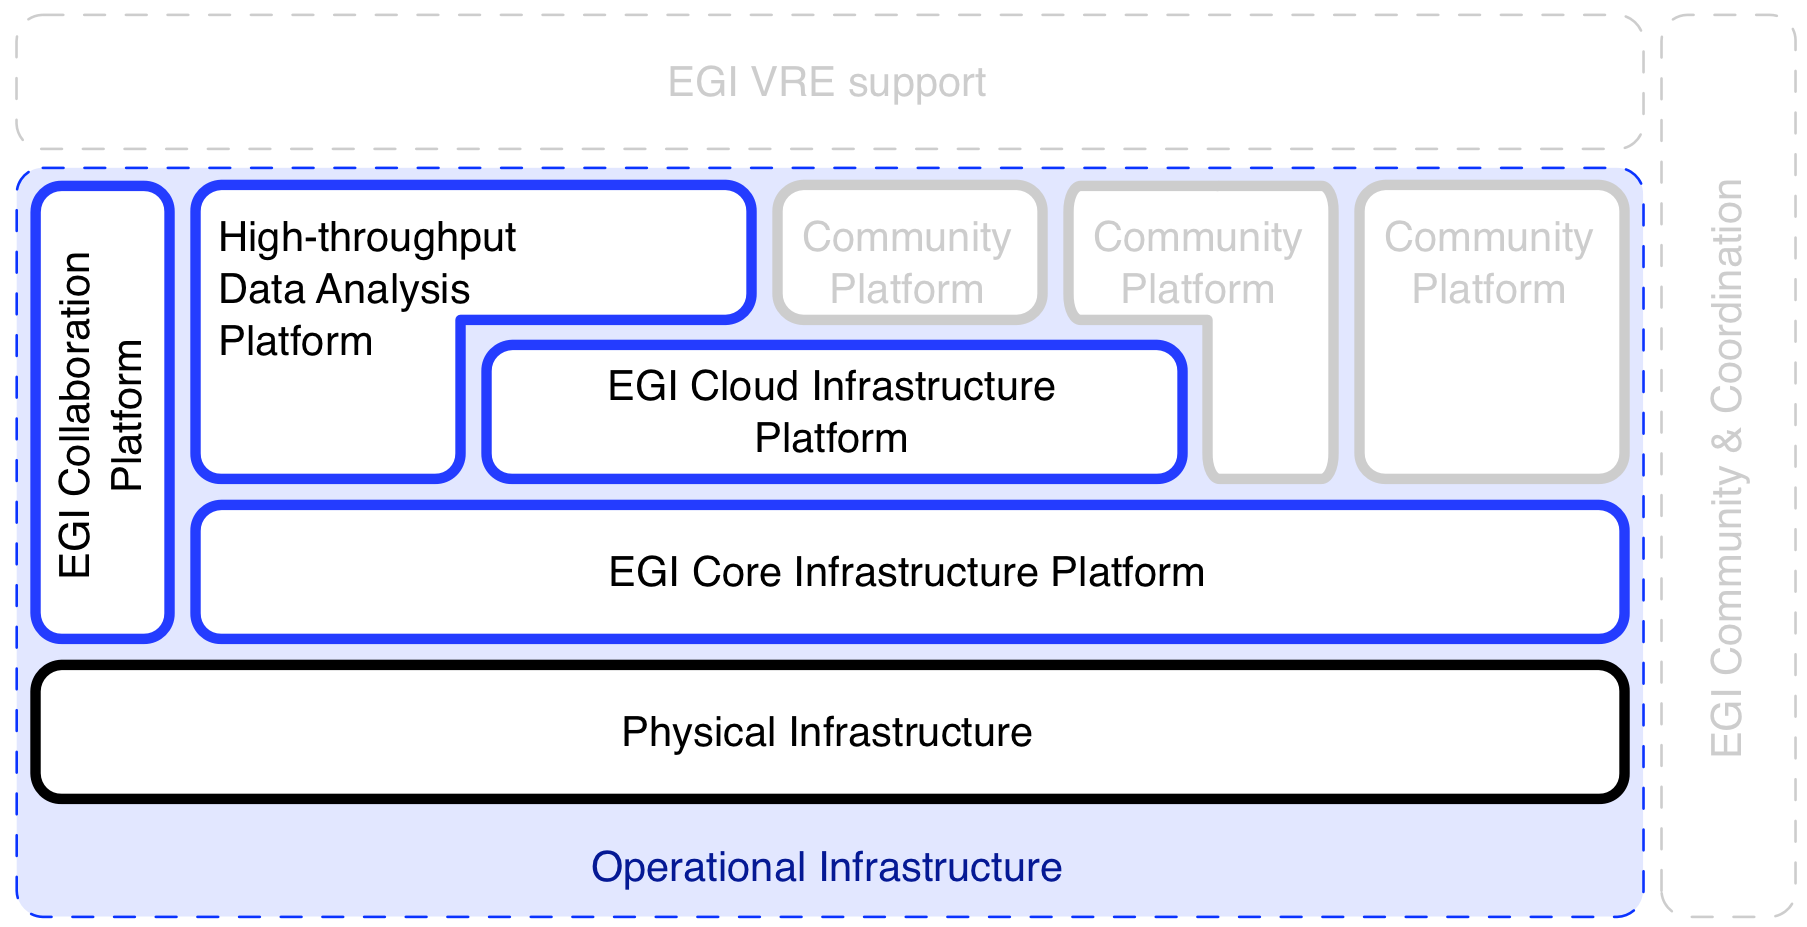 EGI VRE support
EGI Collaboration
Platform
High-throughput
Data Analysis
Platform
Community
Platform
Community
Platform
Community
Platform
EGI Cloud Infrastructure
Platform
EGI Core Infrastructure Platform
Physical Infrastructure
Operational Infrastructure
EGI Community & Coordination